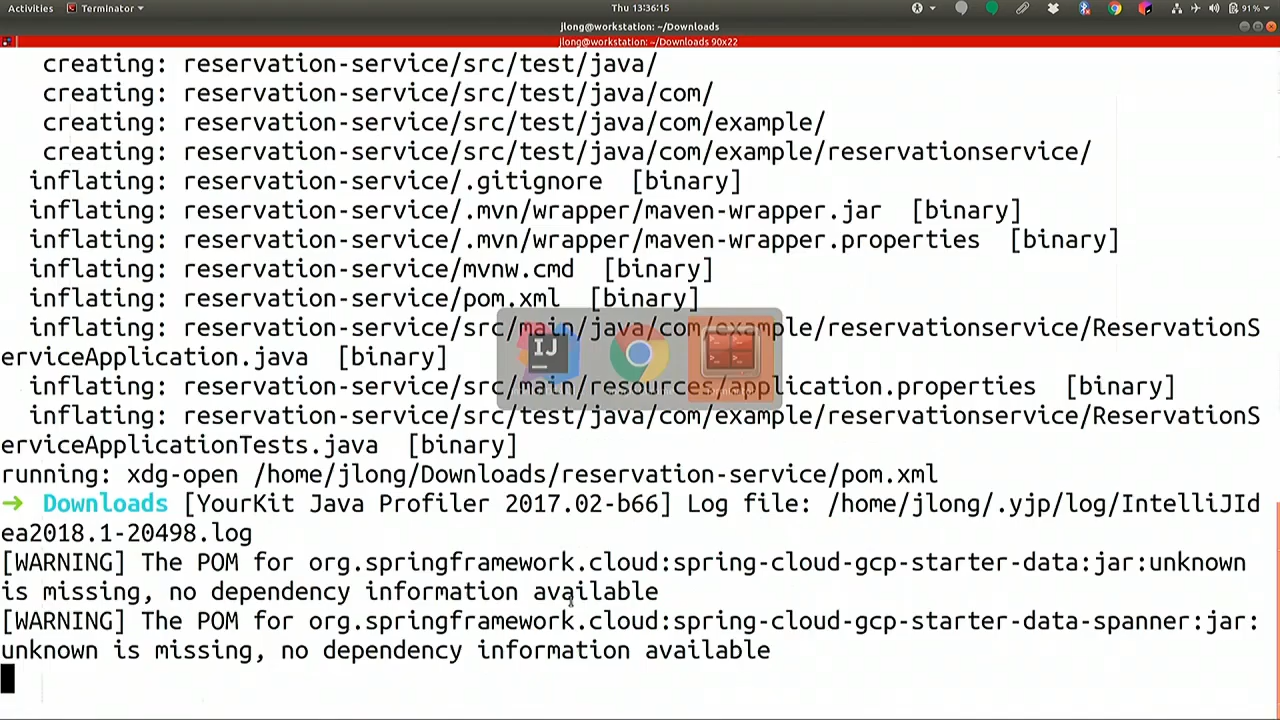 Activities
Terminator
Thu 13:36:15
91%
jlong@workstation: ~/Downloads
jlong@workstation: ~/Downloads 90x22
creating: reservation-service/src/test/java/
creating: reservation-service/src/test/java/com/
creating: reservation-service/src/test/java/com/example/
creating: reservation-service/src/test/java/com/example/reservationservice/
inflating: reservation-service/.gitignore  [binary]
inflating: reservation-service/.mvn/wrapper/maven-wrapper.jar  [binary]
inflating: reservation-service/.mvn/wrapper/maven-wrapper.properties  [binary]
inflating: reservation-service/mvnw.cmd  [binary]
inflating: reservation-service/pom.xml  [binary]
inflating: reservation-service/src/main/java/com/example/reservationservice/ReservationS
erviceApplication.java  [binary]
inflating: reservation-service/src/main/resources/application.properties  [binary]
inflating: reservation-service/src/test/java/com/example/reservationservice/ReservationS
erviceApplicationTests.java  [binary]
running: xdg-open /home/jlong/Downloads/reservation-service/pom.xml
→ Downloads [YourKit Java Profiler 2017.02-b66] Log file: /home/jlong/.yjp/log/IntelliJId
ea2018.1-20498.log
[WARNING] The POM for org.springframework.cloud:spring-cloud-gcp-starter-data:jar:unknown
is missing, no dependency information available
[WARNING] The POM for org.springframework.cloud:spring-cloud-gcp-starter-data-spanner:jar:
unknown is missing, no dependency information available
IJ